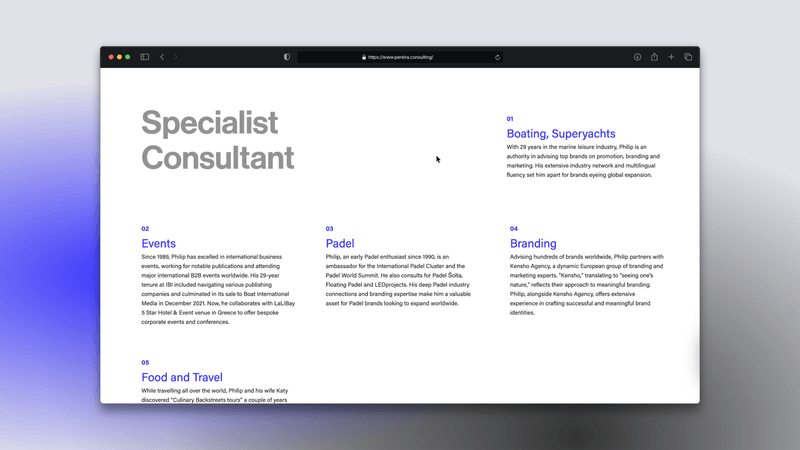 https://www.pereira.consulting/
Specialist
Consultant
01
Boating, Superyachts
With 29 years in the marine leisure industry, Philip is an
authority in advising top brands on promotion, branding and
marketing. His extensive industry network and multilingual
fluency set him apart for brands eyeing global expansion.
02
Events
Since 1989, Philip has excelled in international business
events, working for notable publications and attending
major international B2B events worldwide. His 29-year
tenure at IBI included navigating various publishing
companies and culminated in its sale to Boat International
Media in December 2021. Now, he collaborates with LaLiBay
5 Star Hotel & Event venue in Greece to offer bespoke
corporate events and conferences.
03
Padel
Philip, an early Padel enthusiast since 1990, is an
ambassador for the International Padel Cluster and the
Padel World Summit. He also consults for Padel Šolta,
Floating Padel and LEDprojects. His deep Padel industry
connections and branding expertise make him a valuable
asset for Padel brands looking to expand worldwide.
04
Branding
Advising hundreds of brands worldwide, Philip partners with
Kensho Agency, a dynamic European group of branding and
marketing experts. "Kensho," translating to "seeing one's
nature," reflects their approach to meaningful branding.
Philip, alongside Kensho Agency, offers extensive
experience in crafting successful and meaningful brand
identities.
05
Food and Travel
While travelling all over the world, Philip and his wife Katy
discovered "Culinary Backstreets tours" a couple of years